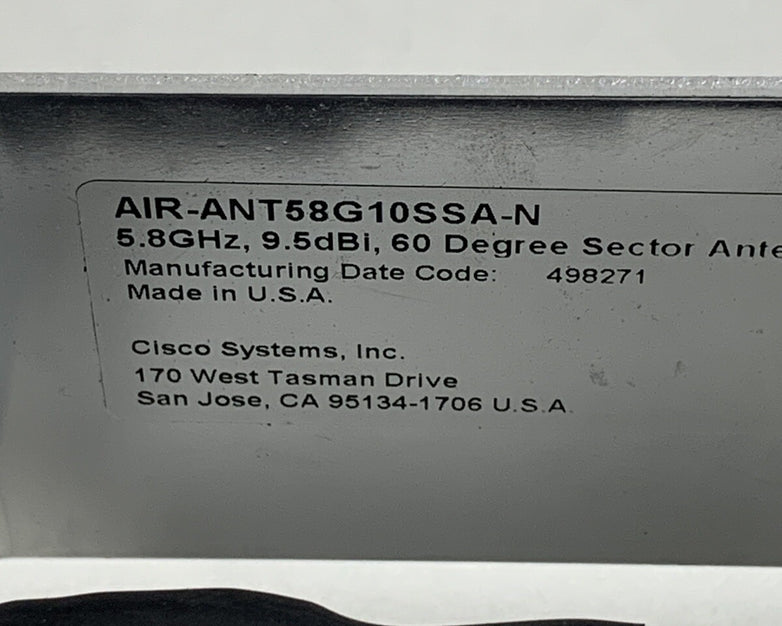 AIR-ANT58G10SSA-N
5.8GHz, 9.5dBi, 60 Degree Sector Ante
Manufacturing Date Code: 498271
Made in U.S.A.
Cisco Systems, Inc.
170 West Tasman Drive
San Jose, CA 95134-1706 U.S.A.